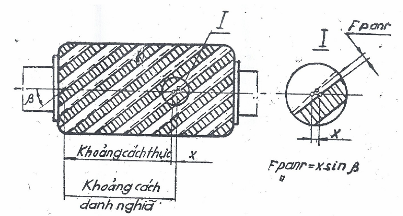 I
Fpanr
I
β
Khoảng cách thực
x
x
Khoảng cách
danh nghĩa
Fpanr = x sin β